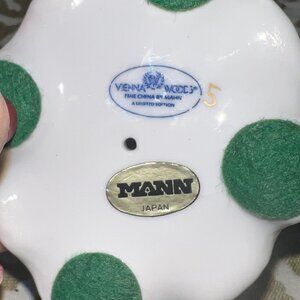 VIENNA WOODS®
FINE CHINA BY MANN
A LIMITED EDITION
5
MANN
JAPAN